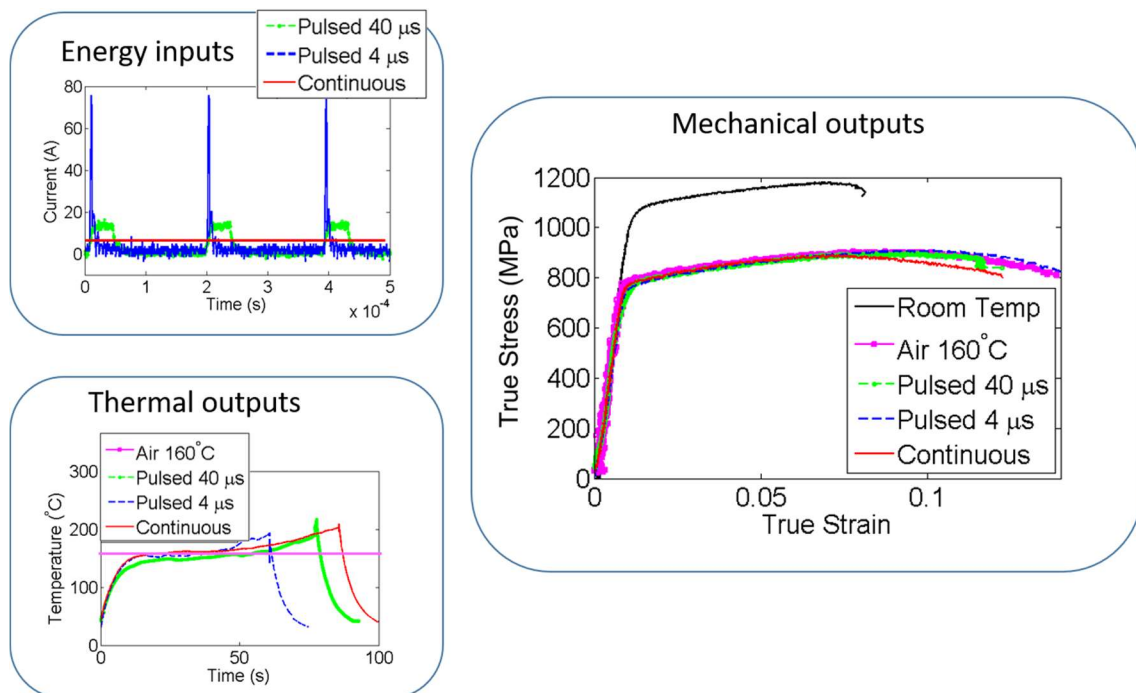 Energy inputs
Pulsed 40 μs
Pulsed 4 μs
Continuous
80
60
40
20
0
Current (A)
0 1 2 3 4 5
Time (s)
x 10⁻⁴
Thermal outputs
Air 160°C
Pulsed 40 μs
Pulsed 4 μs
Continuous
300
200
100
0
Temperature (°C)
0 50 100
Time (s)
Mechanical outputs
1200
1000
800
600
400
200
0
True Stress (MPa)
Room Temp
Air 160°C
Pulsed 40 μs
Pulsed 4 μs
Continuous
0 0.05 0.1
True Strain